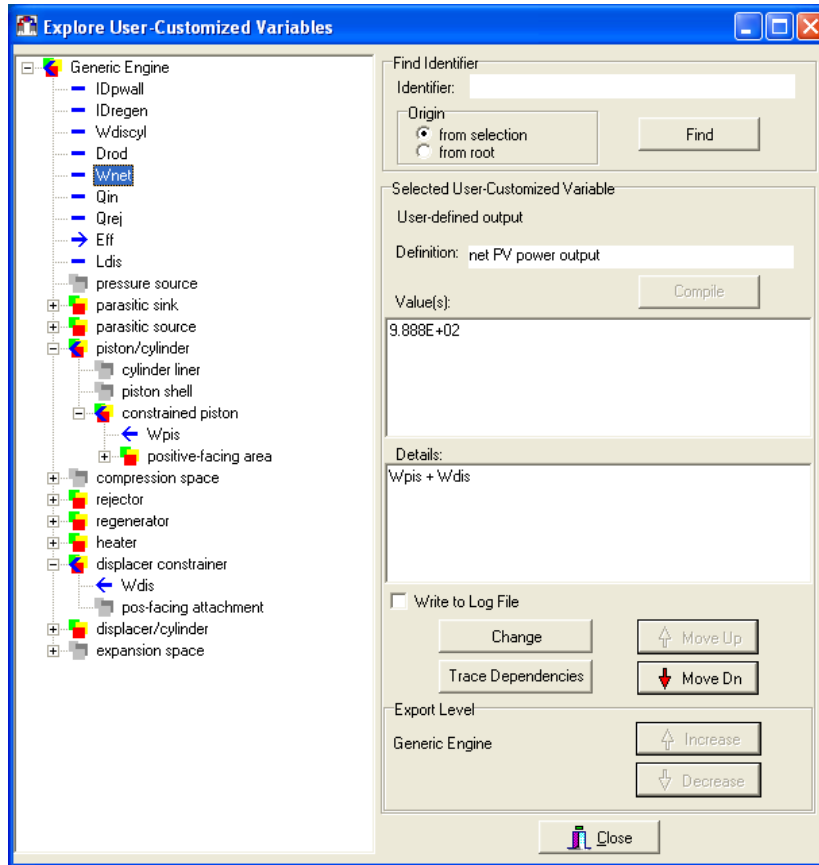 Explore User-Customized Variables
Generic Engine
IDpwall
IDregen
Wdiscyl
Drod
Wnet
Qin
Qrej
Eff
Ldis
pressure source
parasitic sink
parasitic source
piston/cylinder
cylinder liner
piston shell
constrained piston
Wpis
positive-facing area
compression space
rejector
regenerator
heater
displacer constrainer
Wdis
pos-facing attachment
displacer/cylinder
expansion space
Find Identifier
Identifier:
Origin
from selection
from root
Find
Selected User-Customized Variable
User-defined output
Definition: net PV power output
Compile
Value(s):
9.888E+02
Details:
Wpis + Wdis
Write to Log File
Change
Move Up
Trace Dependencies
Move Dn
Export Level
Generic Engine
Increase
Decrease
Close